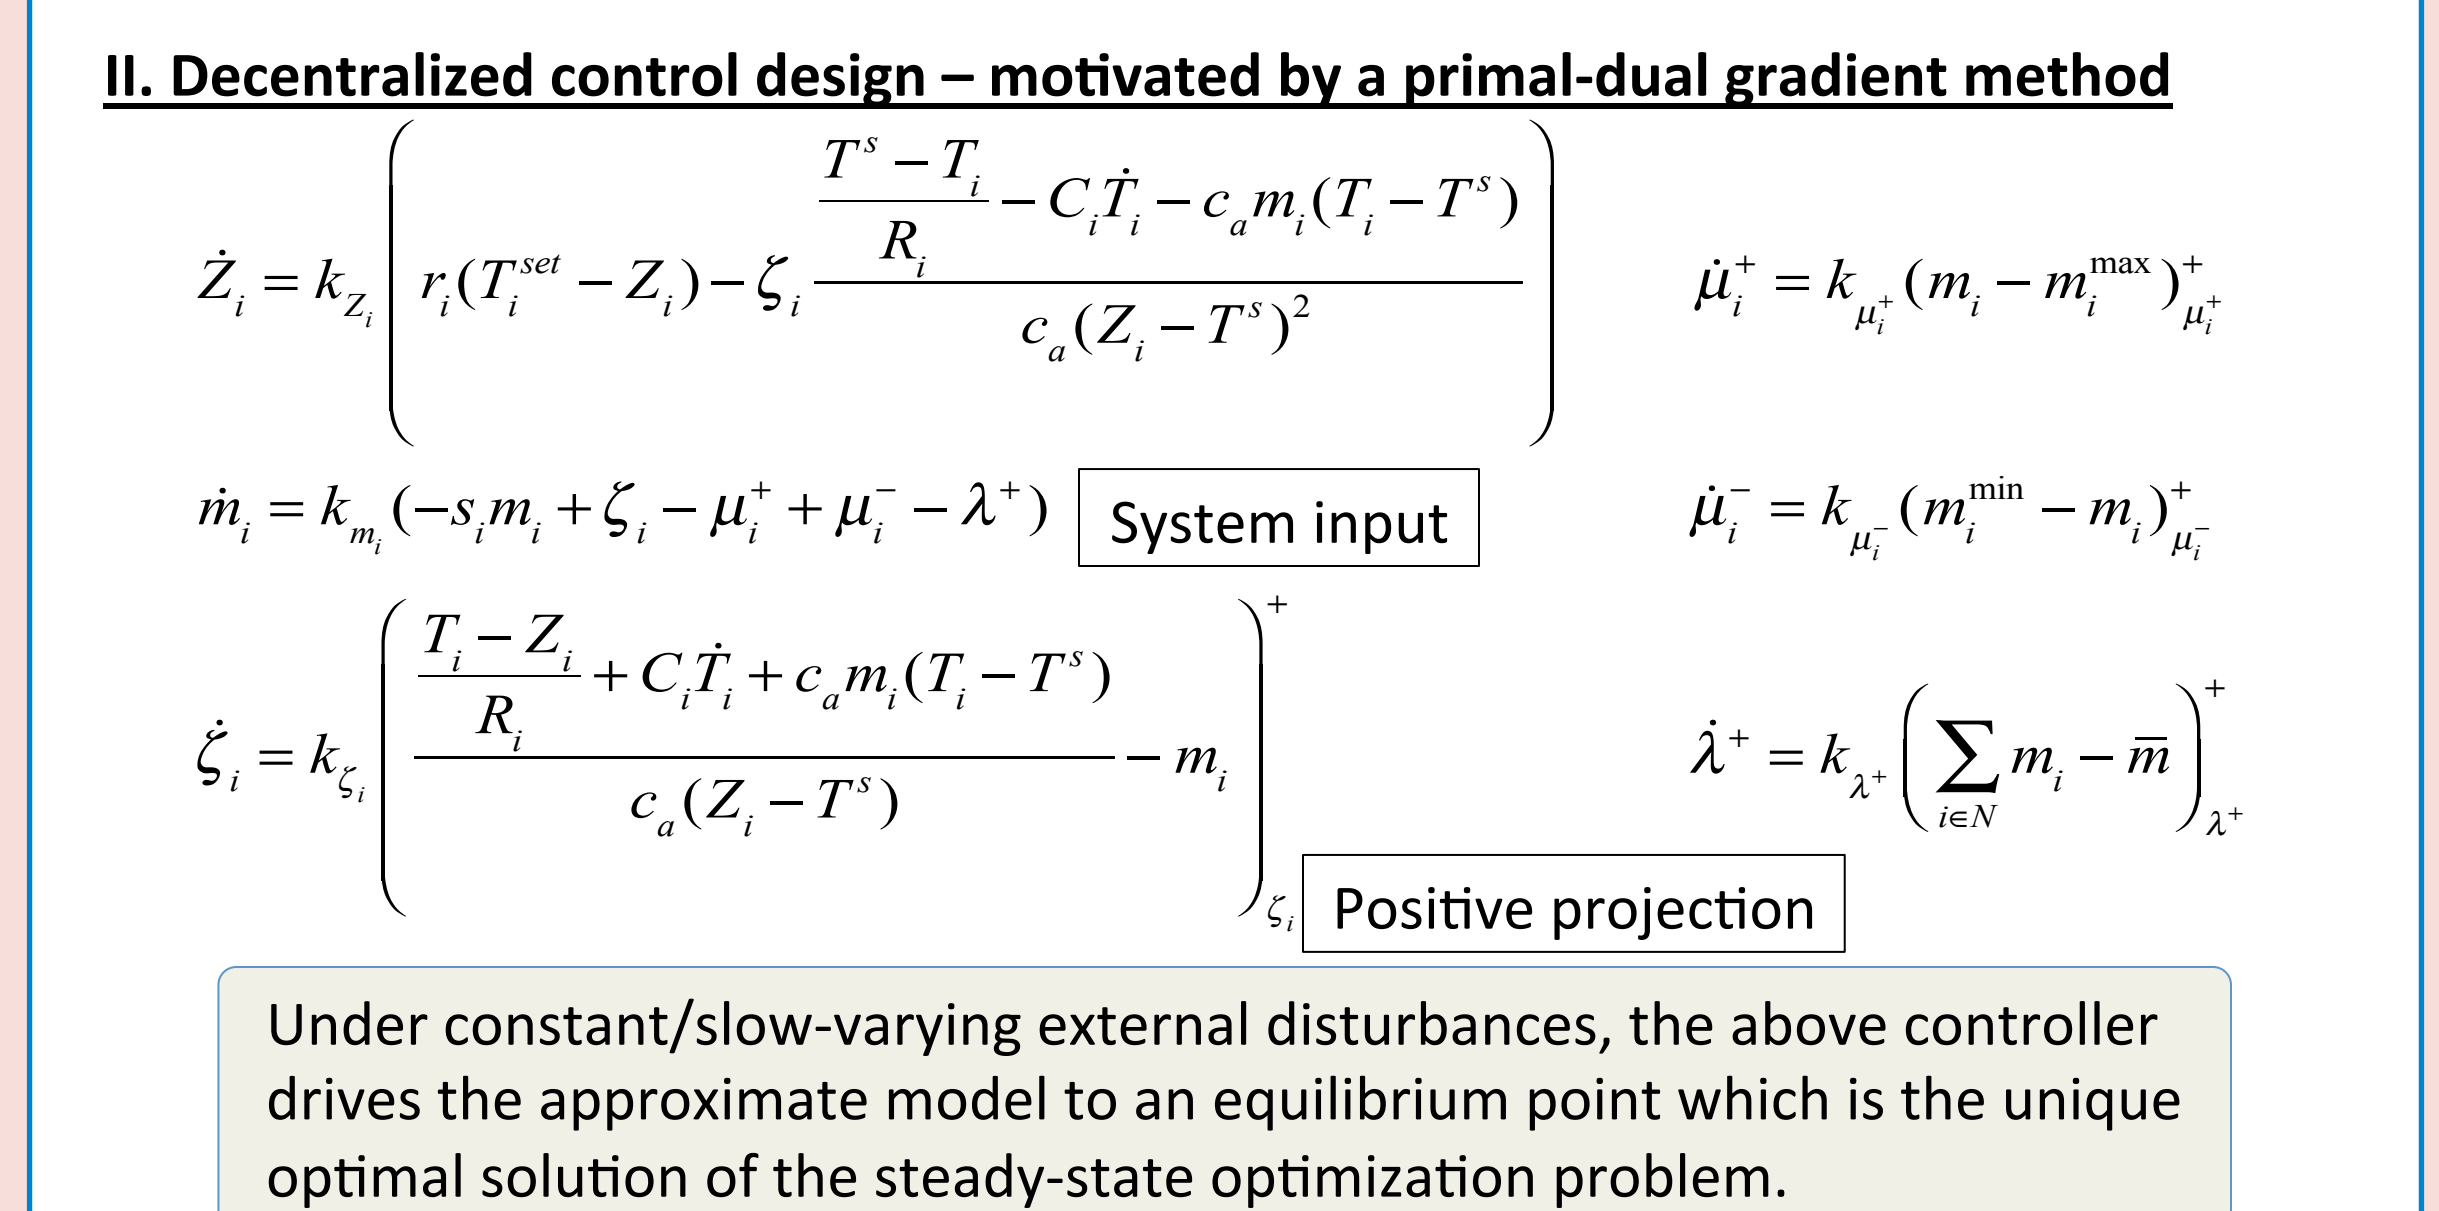 II. Decentralized control design – motivated by a primal-dual gradient method
Ż_i = k_{Z_i} ( r_i(T_i^{set} − Z_i) − ζ_i \frac{\frac{T^s − T_i}{R_i} − C_i Ṫ_i − c_a m_i(T_i − T^s)}{c_a(Z_i − T^s)^2} )
μ̇_i^+ = k_{μ_i^+}(m_i − m_i^{max})^+_{μ_i^+}
ṁ_i = k_{m_i}(−s_i m_i + ζ_i − μ_i^+ + μ_i^− − λ^+)
System input
μ̇_i^− = k_{μ_i^−}(m_i^{min} − m_i)^+_{μ_i^−}
ζ̇_i = k_{ζ_i} ( \frac{\frac{T_i − Z_i}{R_i} + C_i Ṫ_i + c_a m_i(T_i − T^s)}{c_a(Z_i − T^s)} − m_i )^+_{ζ_i}
λ̇^+ = k_{λ^+} ( ∑_{i∈N} m_i − m̅ )^+_{λ^+}
Positive projection
Under constant/slow-varying external disturbances, the above controller
drives the approximate model to an equilibrium point which is the unique
optimal solution of the steady-state optimization problem.